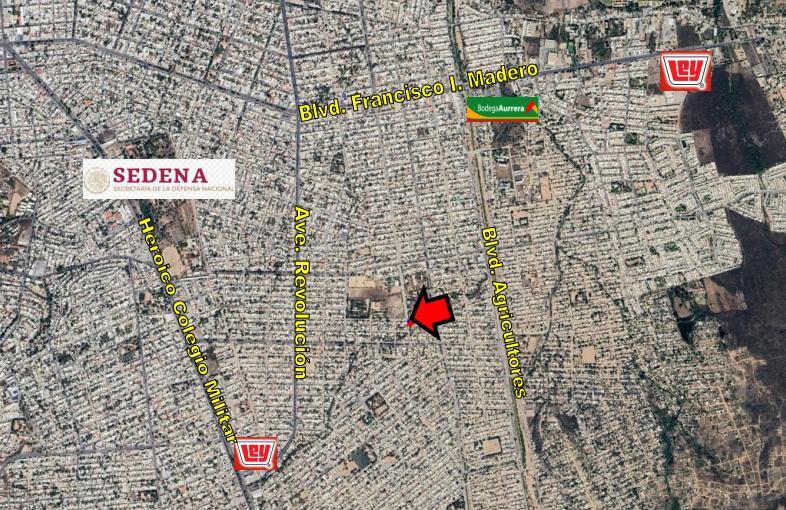 LEY
Blvd. Francisco I. Madero
Bodega Aurrera
SEDENA
SECRETARÍA DE LA DEFENSA NACIONAL
Heroico Colegio Militar
Ave. Revolución
Blvd. Agricultores
LEY